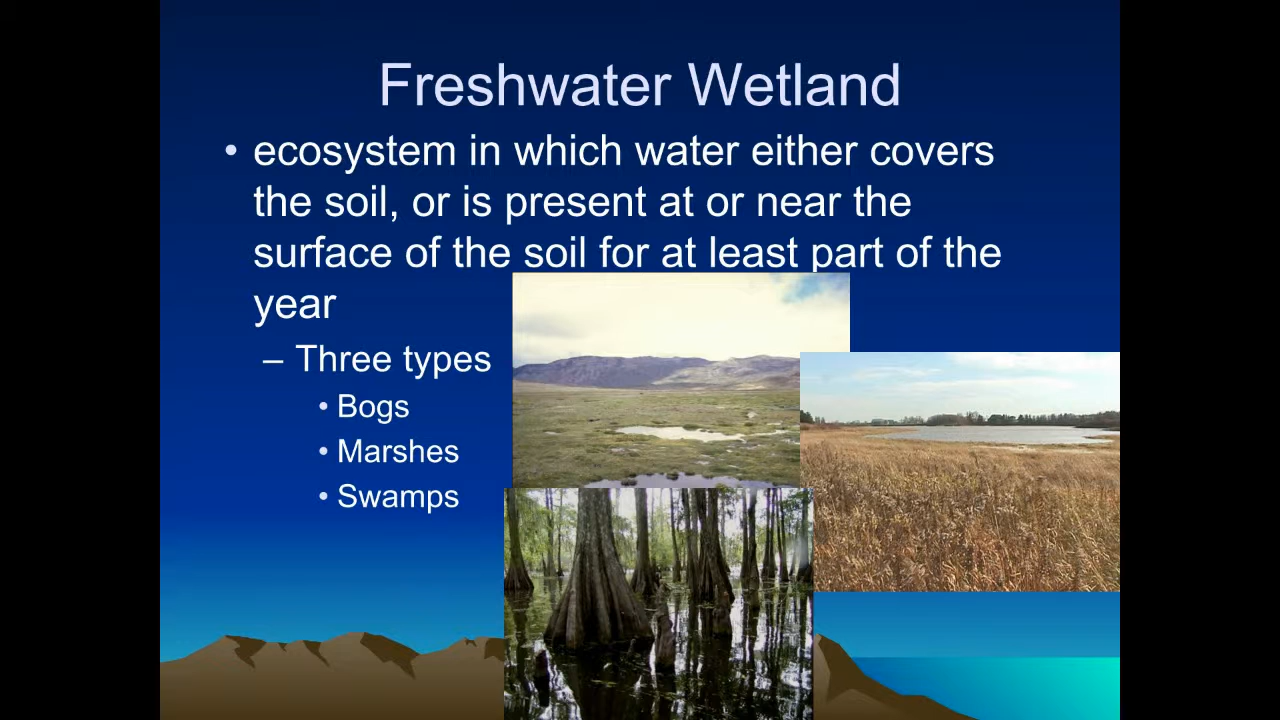 Freshwater Wetland
• ecosystem in which water either covers
the soil, or is present at or near the
surface of the soil for at least part of the
year
– Three types
• Bogs
• Marshes
• Swamps